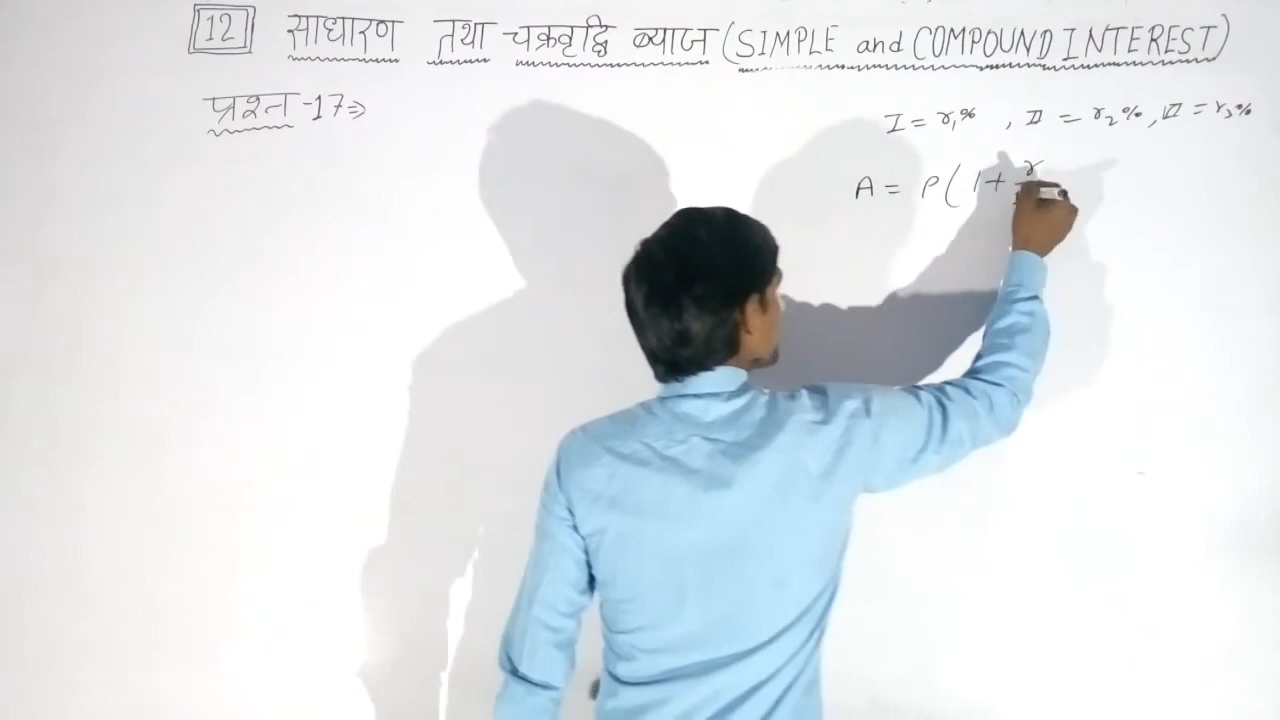 12 साधारण तथा चक्रवृद्धि ब्याज (SIMPLE and COMPOUND INTEREST)
प्रश्न -17⇒
I = r₁%, II = r₂%, III = r₃%
A = P(1+ r